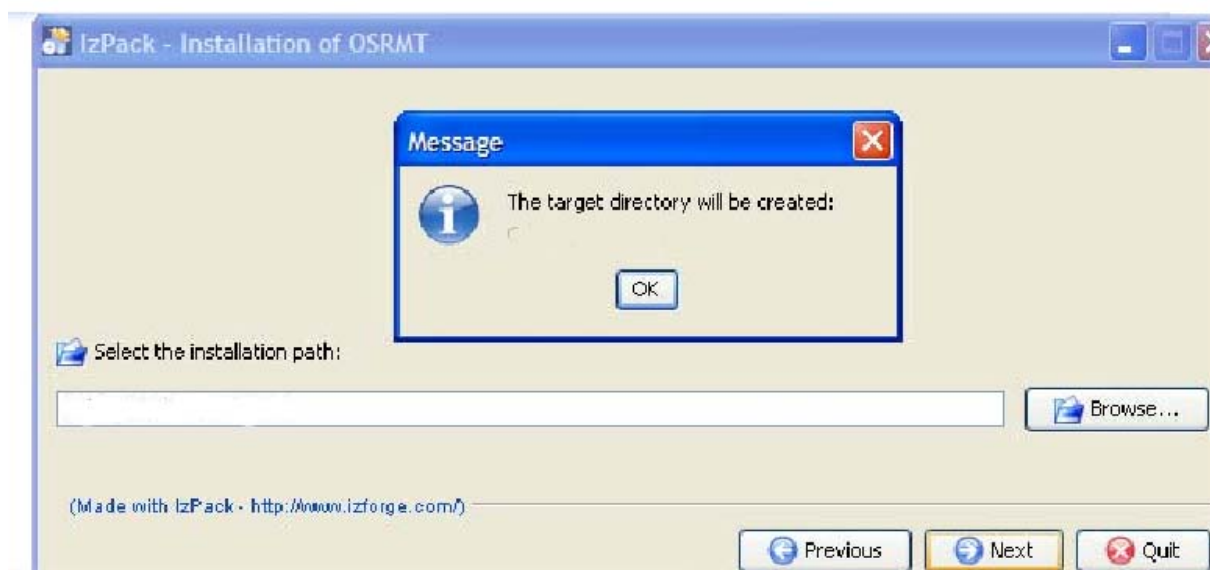 IzPack - Installation of OSRMT
Message
The target directory will be created:
OK
Select the installation path:
Browse...
(Made with IzPack - http://www.izforge.com/)
Previous
Next
Quit